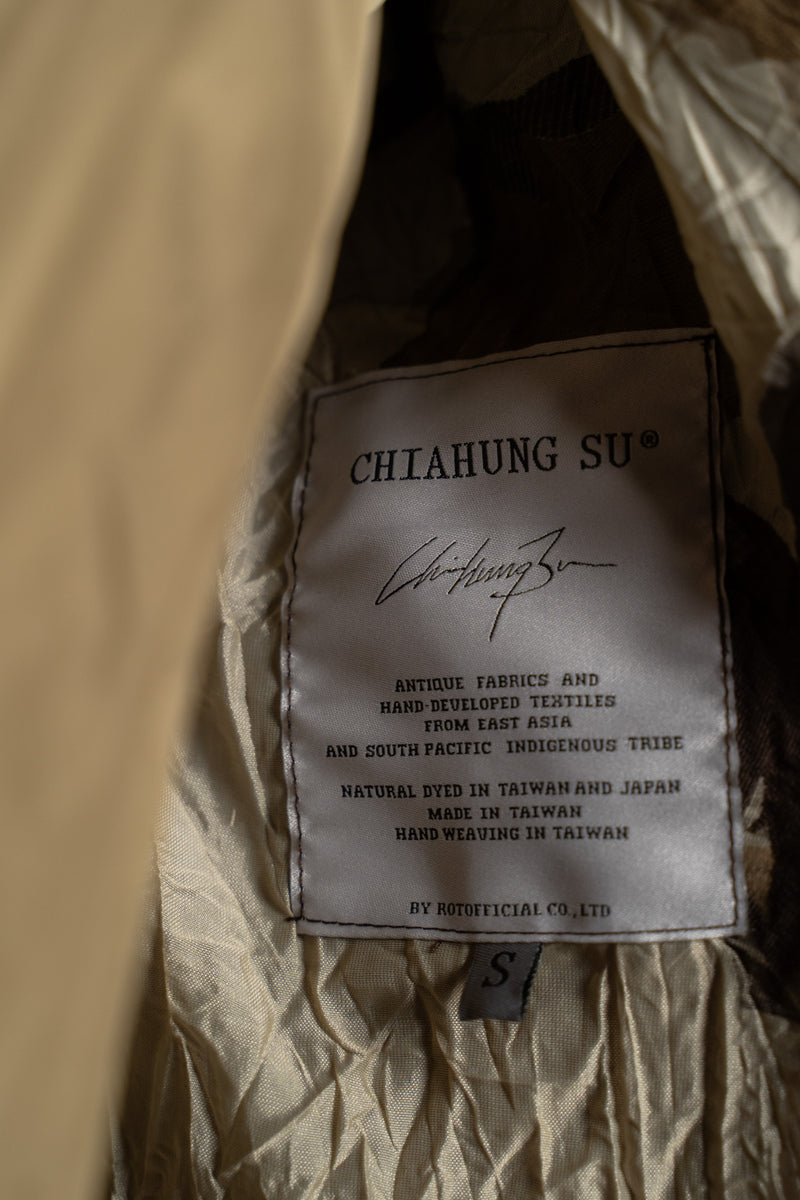 CHIAHUNG SU®
ChiahungSu
ANTIQUE FABRICS AND
HAND-DEVELOPED TEXTILES
FROM EAST ASIA
AND SOUTH PACIFIC INDIGENOUS TRIBE
NATURAL DYED IN TAIWAN AND JAPAN
MADE IN TAIWAN
HAND WEAVING IN TAIWAN
BY ROTOFFICIAL CO.,LTD
S